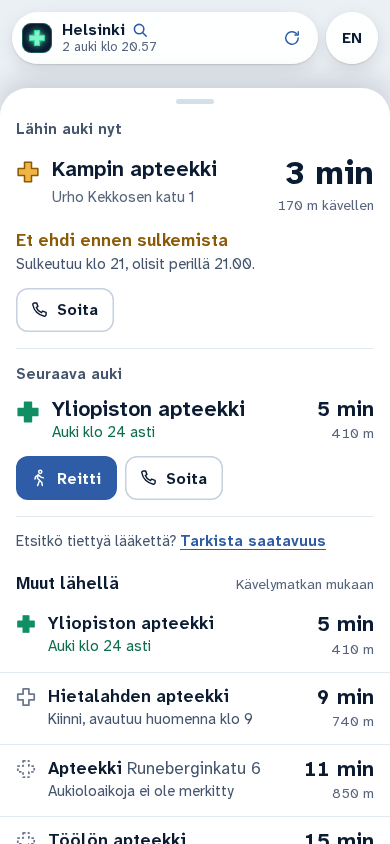 Helsinki
2 auki klo 20.57
EN
Lähin auki nyt
Kampin apteekki
3 min
Urho Kekkosen katu 1
170 m kävellen
Et ehdi ennen sulkemista
Sulkeutuu klo 21, olisit perillä 21.00.
Soita
Seuraava auki
Yliopiston apteekki
5 min
Auki klo 24 asti
410 m
Reitti
Soita
Etsitkö tiettyä lääkettä? Tarkista saatavuus
Muut lähellä
Kävelymatkan mukaan
Yliopiston apteekki
5 min
Auki klo 24 asti
410 m
Hietalahden apteekki
9 min
Kiinni, avautuu huomenna klo 9
740 m
Apteekki Runeberginkatu 6
11 min
Aukioloaikoja ei ole merkitty
850 m
Töölön apteekki
15 min